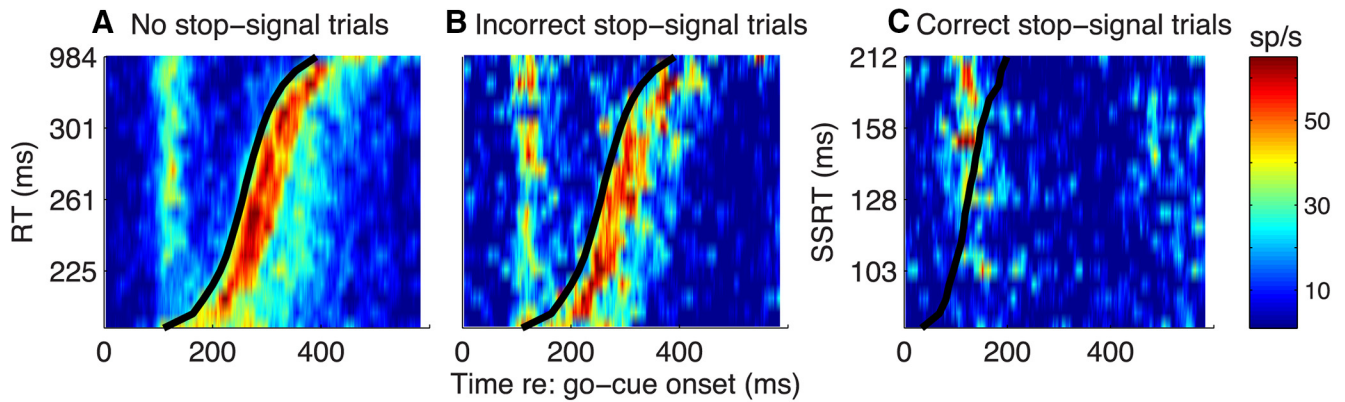 A No stop−signal trials
B Incorrect stop−signal trials
C Correct stop−signal trials
sp/s
RT (ms)
984
301
261
225
0 200 400
0 200 400
Time re: go−cue onset (ms)
SSRT (ms)
212
158
128
103
0 200 400
50
30
10